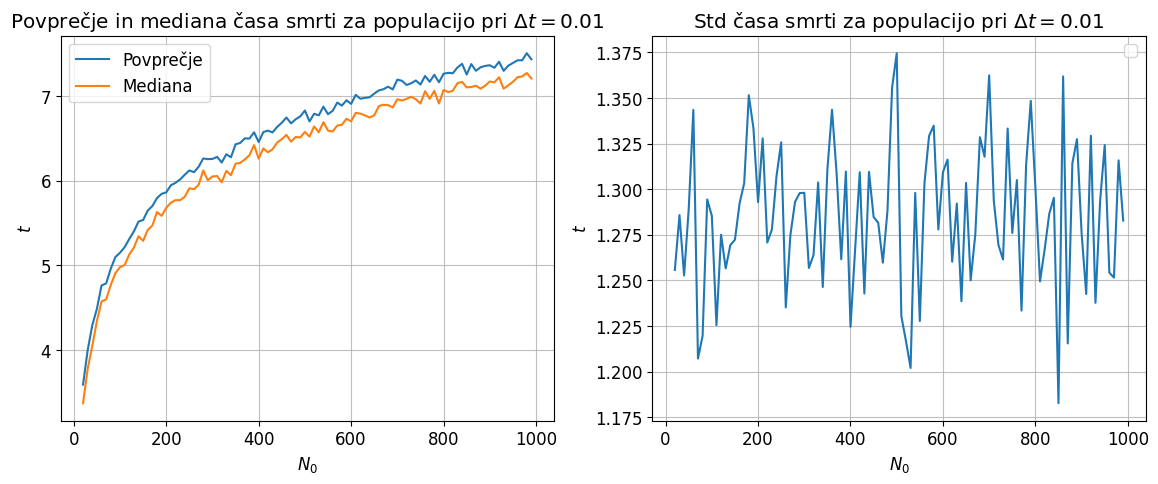 Povprečje in mediana časa smrti za populacijo pri Δt = 0.01
Povprečje
Mediana
7
6
5
4
t
0 200 400 600 800 1000
N₀
Std časa smrti za populacijo pri Δt = 0.01
1.375
1.350
1.325
1.300
1.275
1.250
1.225
1.200
1.175
t
0 200 400 600 800 1000
N₀